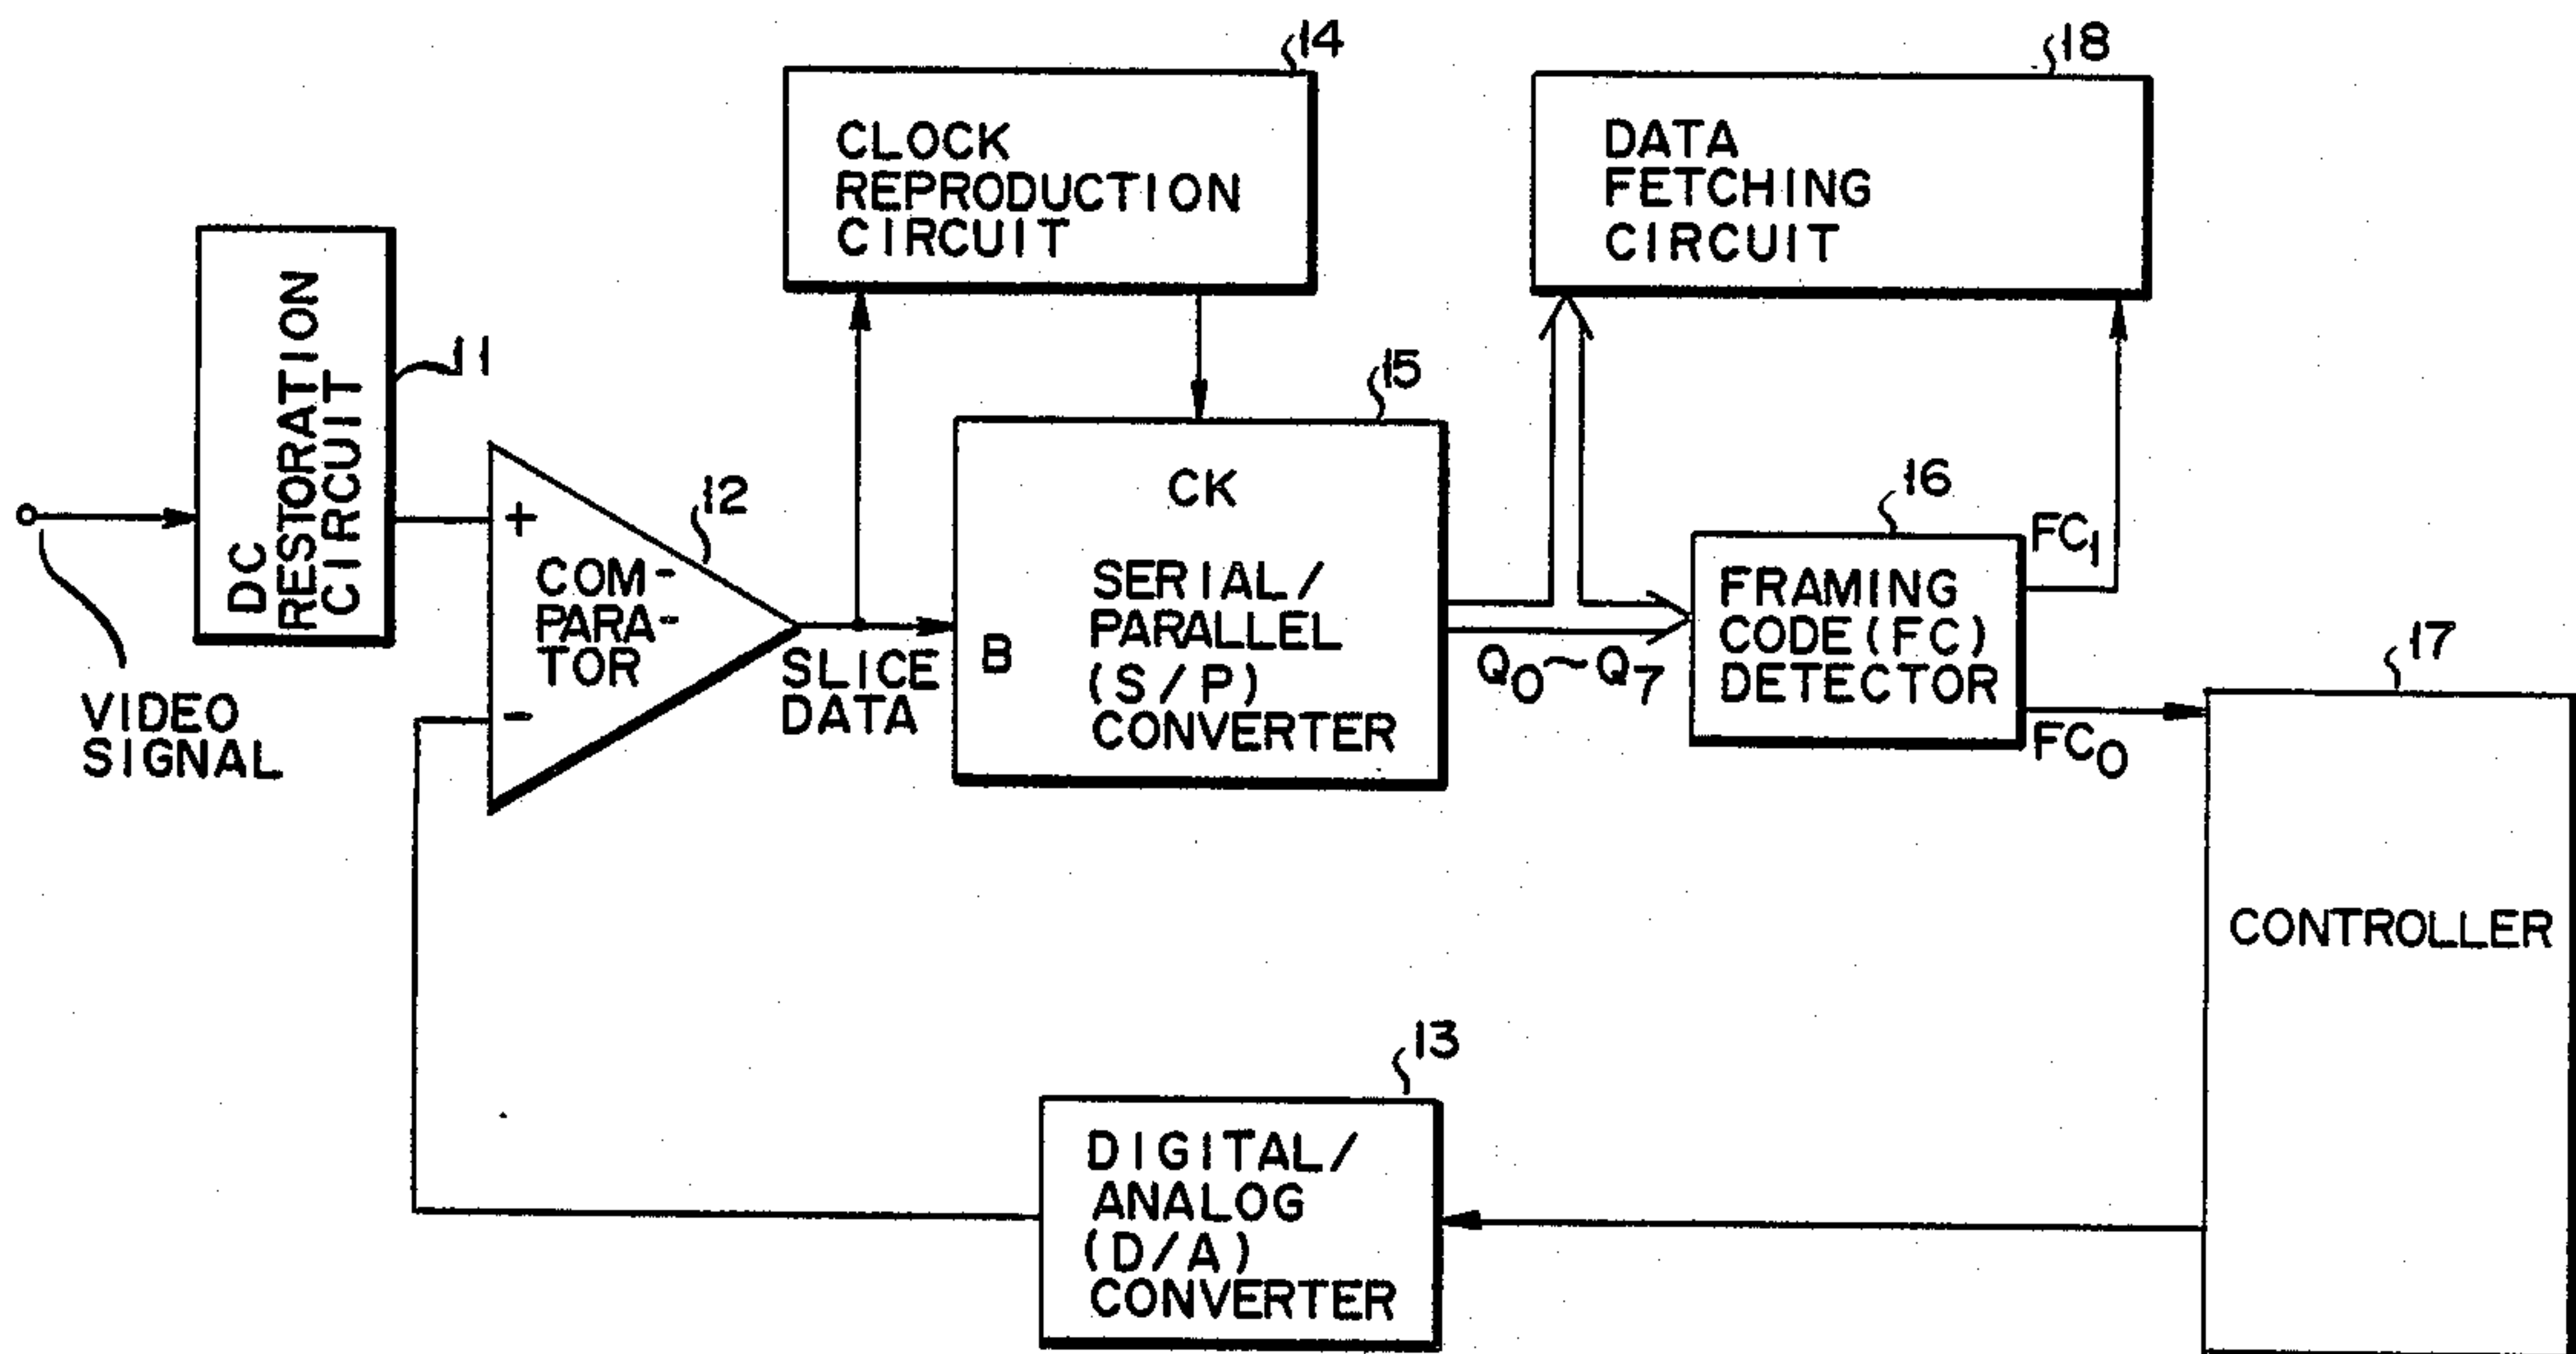 14
CLOCK
REPRODUCTION
CIRCUIT
18
DATA
FETCHING
CIRCUIT
DC
RESTORATION
CIRCUIT
11
VIDEO
SIGNAL
12
+
COM-
PARA-
TOR
-
SLICE
DATA
15
CK
B
SERIAL/
PARALLEL
(S/P)
CONVERTER
Q0~Q7
16
FRAMING
CODE(FC)
DETECTOR
FC1
FC0
17
CONTROLLER
13
DIGITAL/
ANALOG
(D/A)
CONVERTER